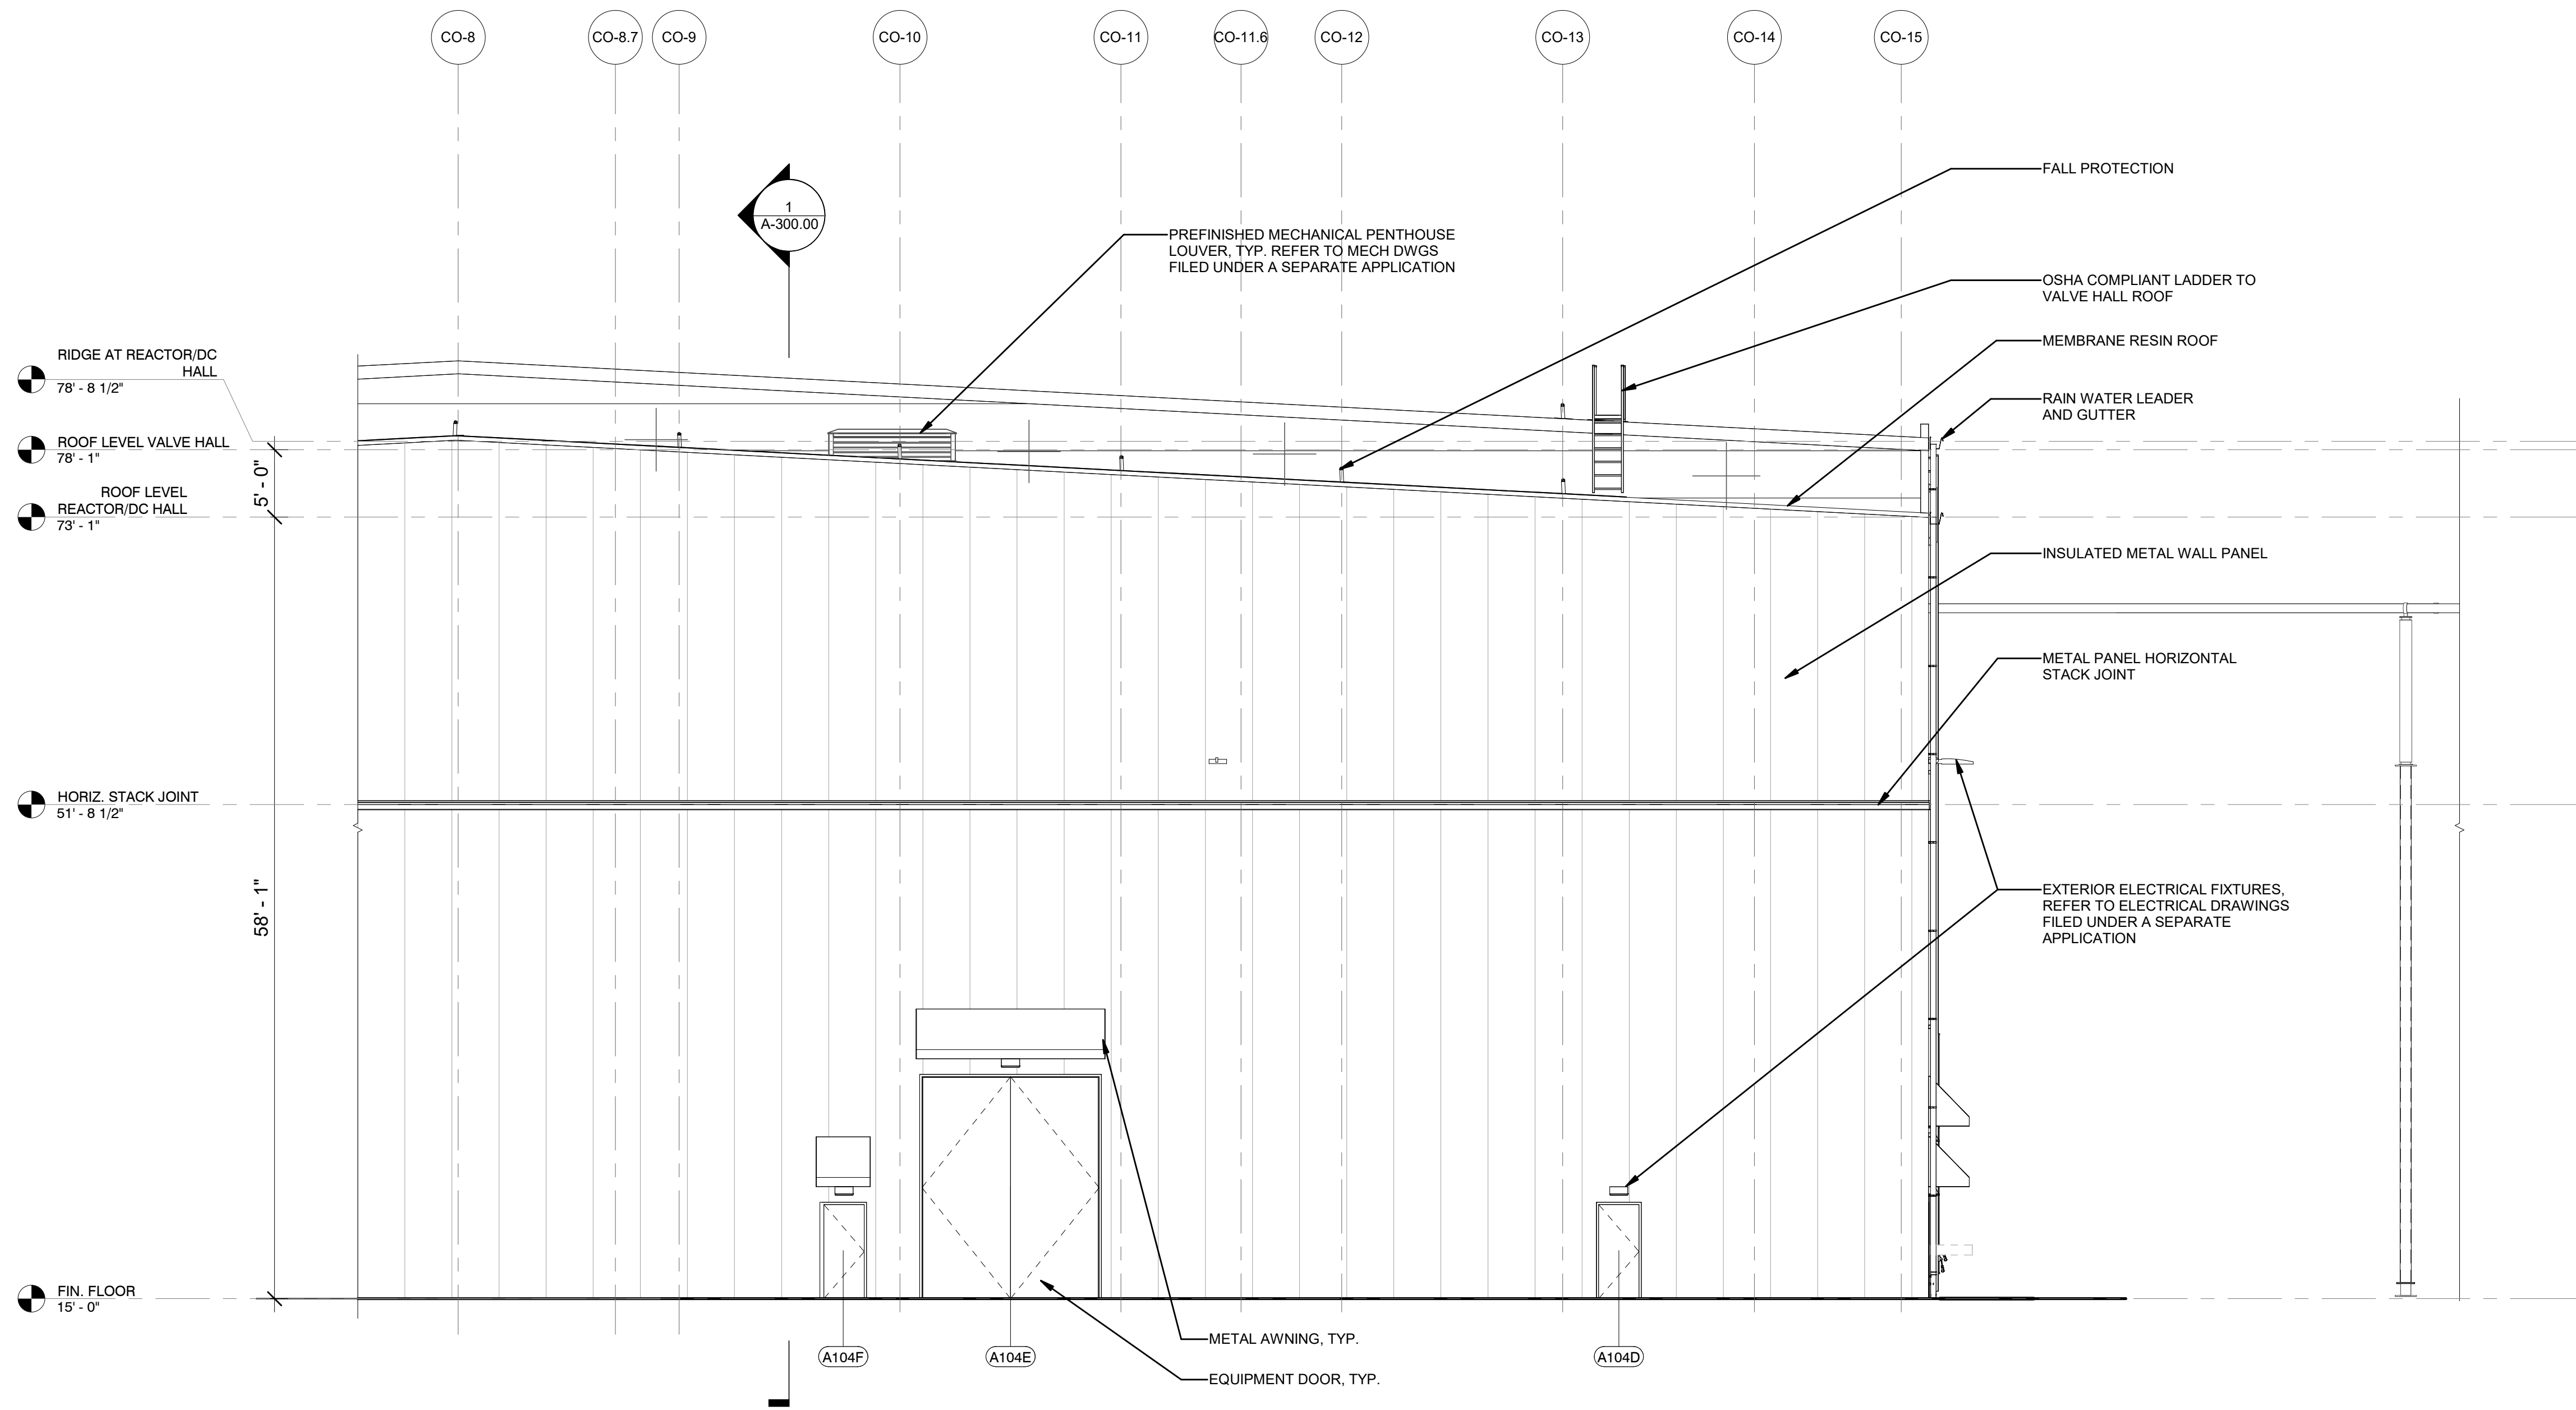 CO-8
CO-8.7
CO-9
CO-10
CO-11
CO-11.6
CO-12
CO-13
CO-14
CO-15
1
A-300.00
FALL PROTECTION
PREFINISHED MECHANICAL PENTHOUSE
LOUVER, TYP. REFER TO MECH DWGS
FILED UNDER A SEPARATE APPLICATION
OSHA COMPLIANT LADDER TO
VALVE HALL ROOF
MEMBRANE RESIN ROOF
RIDGE AT REACTOR/DC
HALL
78' - 8 1/2"
RAIN WATER LEADER
AND GUTTER
ROOF LEVEL VALVE HALL
78' - 1"
5' - 0"
ROOF LEVEL
REACTOR/DC HALL
73' - 1"
INSULATED METAL WALL PANEL
METAL PANEL HORIZONTAL
STACK JOINT
HORIZ. STACK JOINT
51' - 8 1/2"
58' - 1"
EXTERIOR ELECTRICAL FIXTURES,
REFER TO ELECTRICAL DRAWINGS
FILED UNDER A SEPARATE
APPLICATION
FIN. FLOOR
15' - 0"
METAL AWNING, TYP.
A104F
A104E
A104D
EQUIPMENT DOOR, TYP.